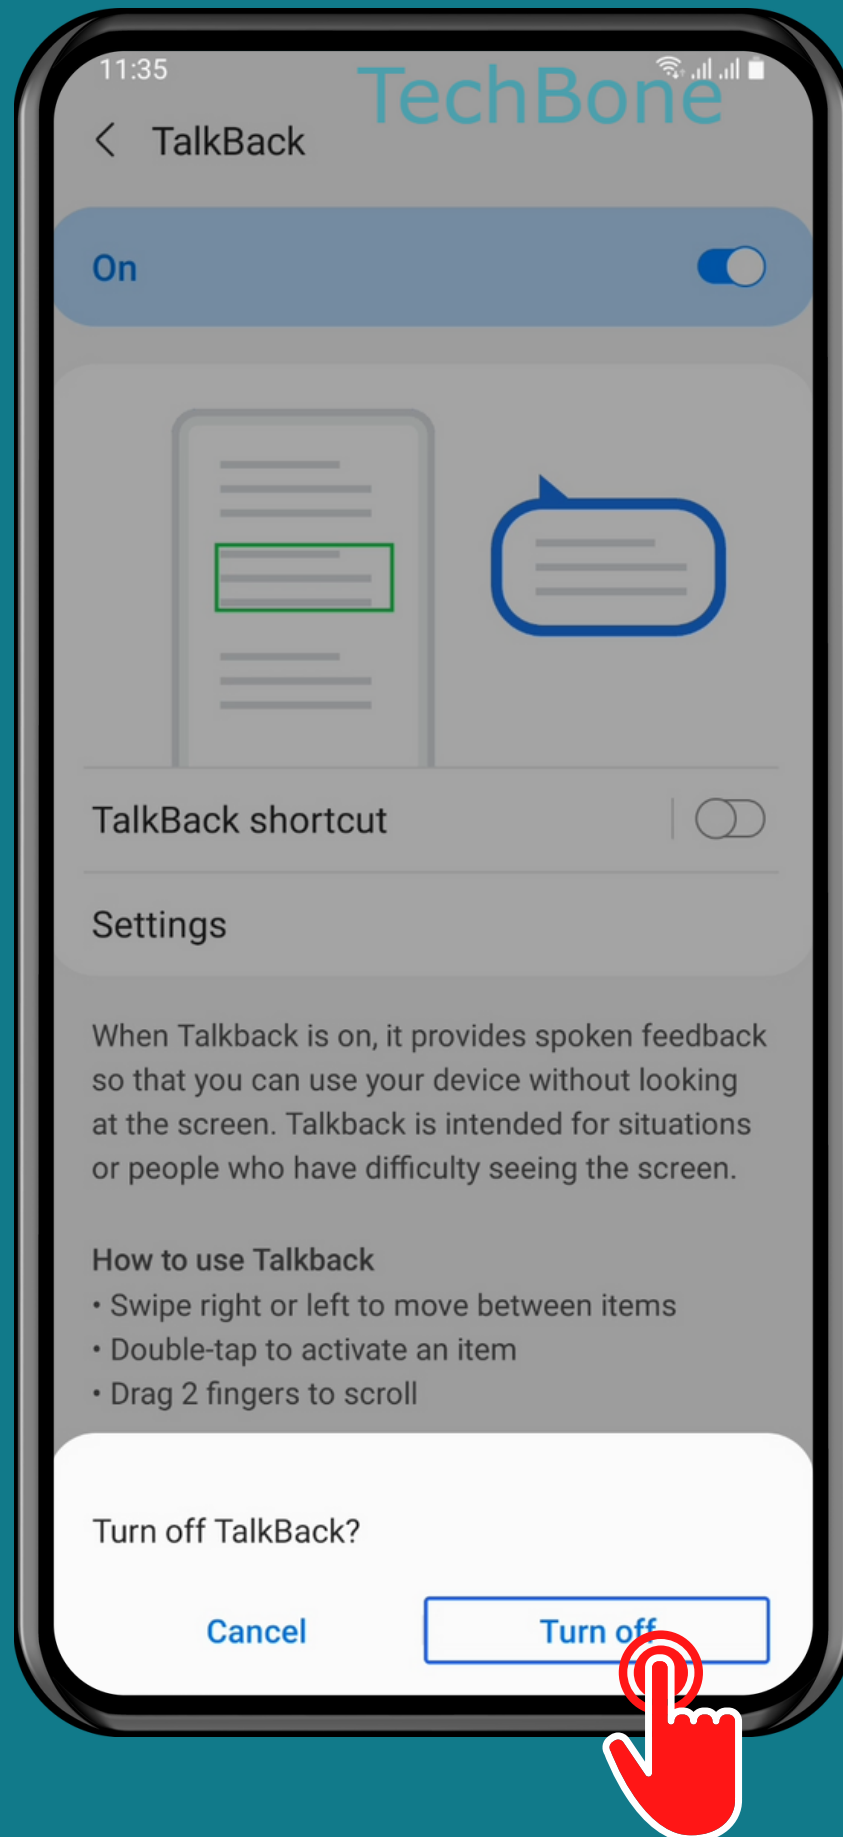 11:35
TechBone
TalkBack
On
TalkBack shortcut
Settings
When Talkback is on, it provides spoken feedback
so that you can use your device without looking
at the screen. Talkback is intended for situations
or people who have difficulty seeing the screen.
How to use Talkback
• Swipe right or left to move between items
• Double-tap to activate an item
• Drag 2 fingers to scroll
Turn off TalkBack?
Cancel
Turn off